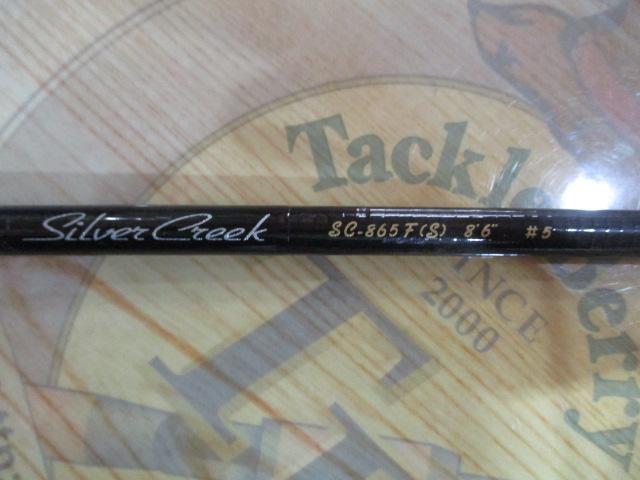 Tackle Berry
Silver Creek SC-865F(S) 8'6" #5
SINCE
2000